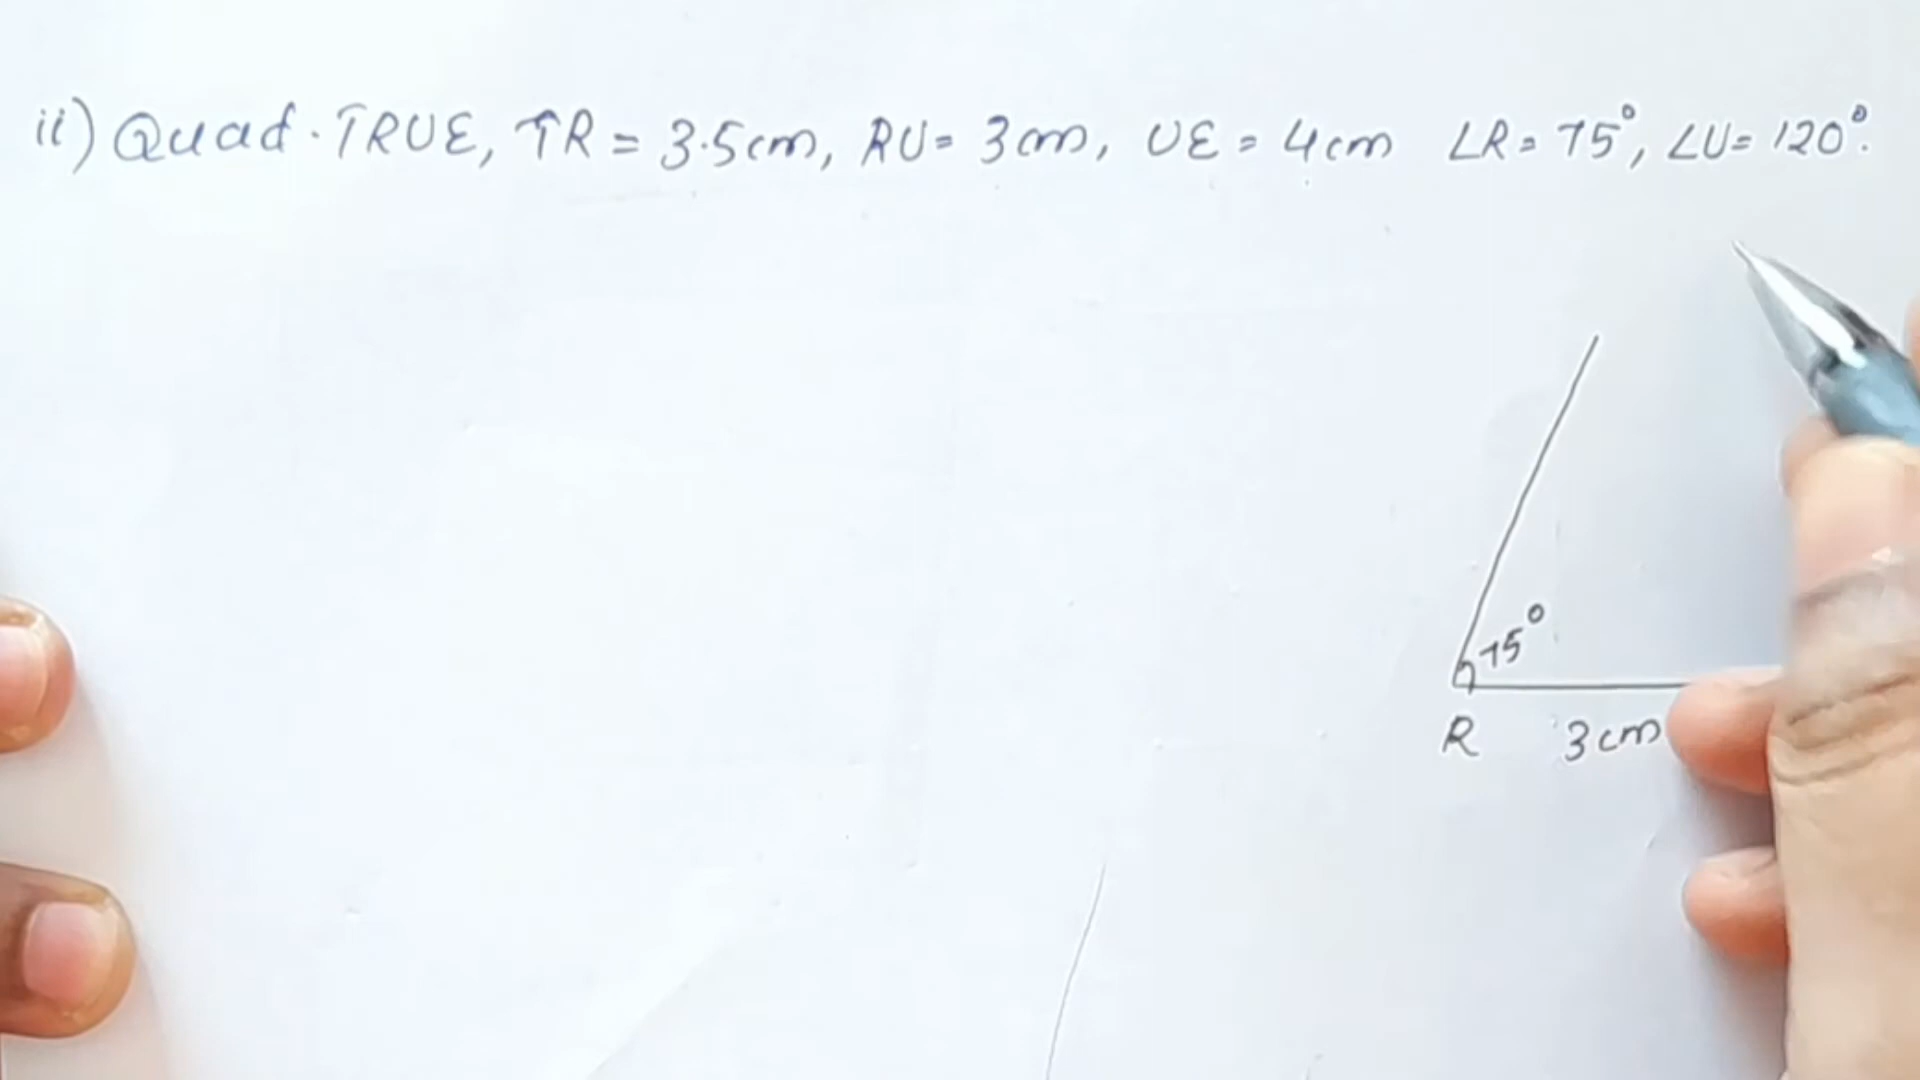 ii) Quad. TRUE, TR = 3.5cm, RU = 3cm, UE = 4cm ∠R = 75°, ∠U = 120°.
75°
R 3cm